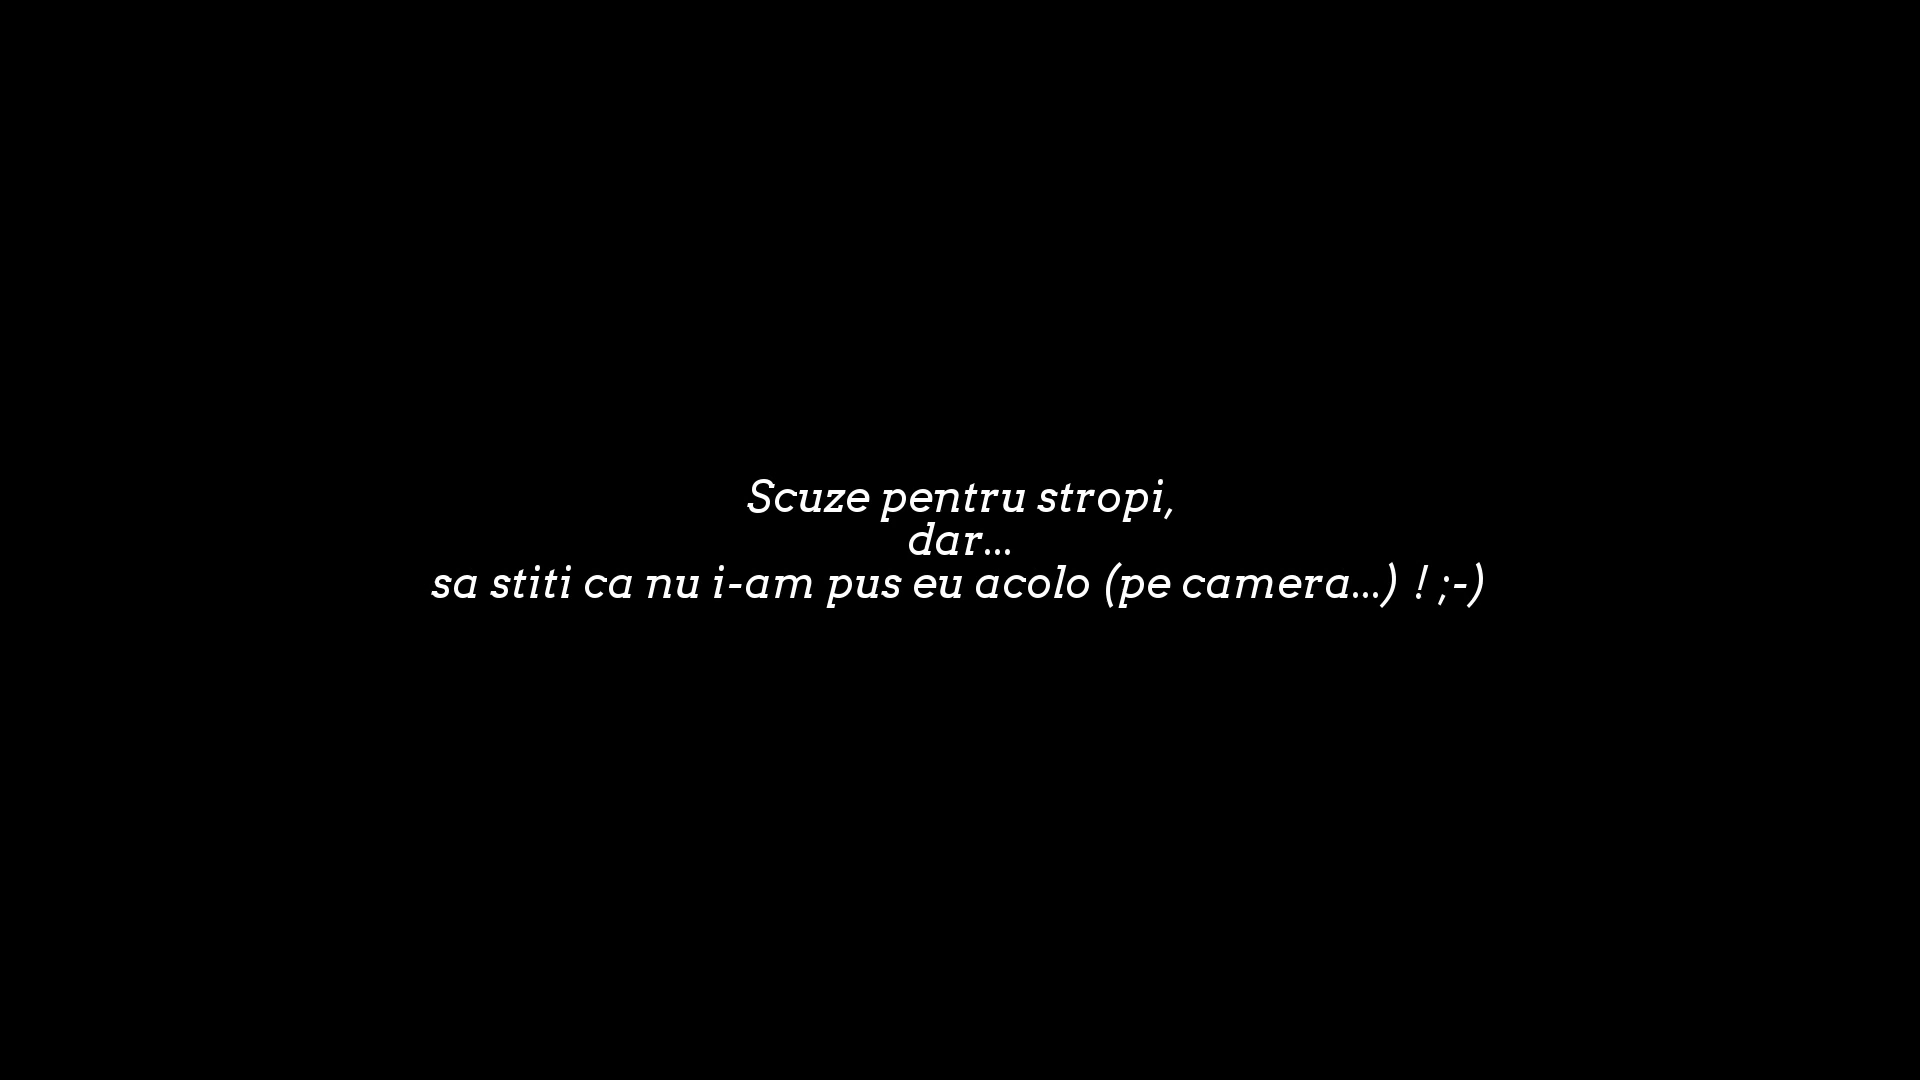 Scuze pentru stropi,
dar...
sa stiti ca nu i-am pus eu acolo (pe camera...) ! ;-)